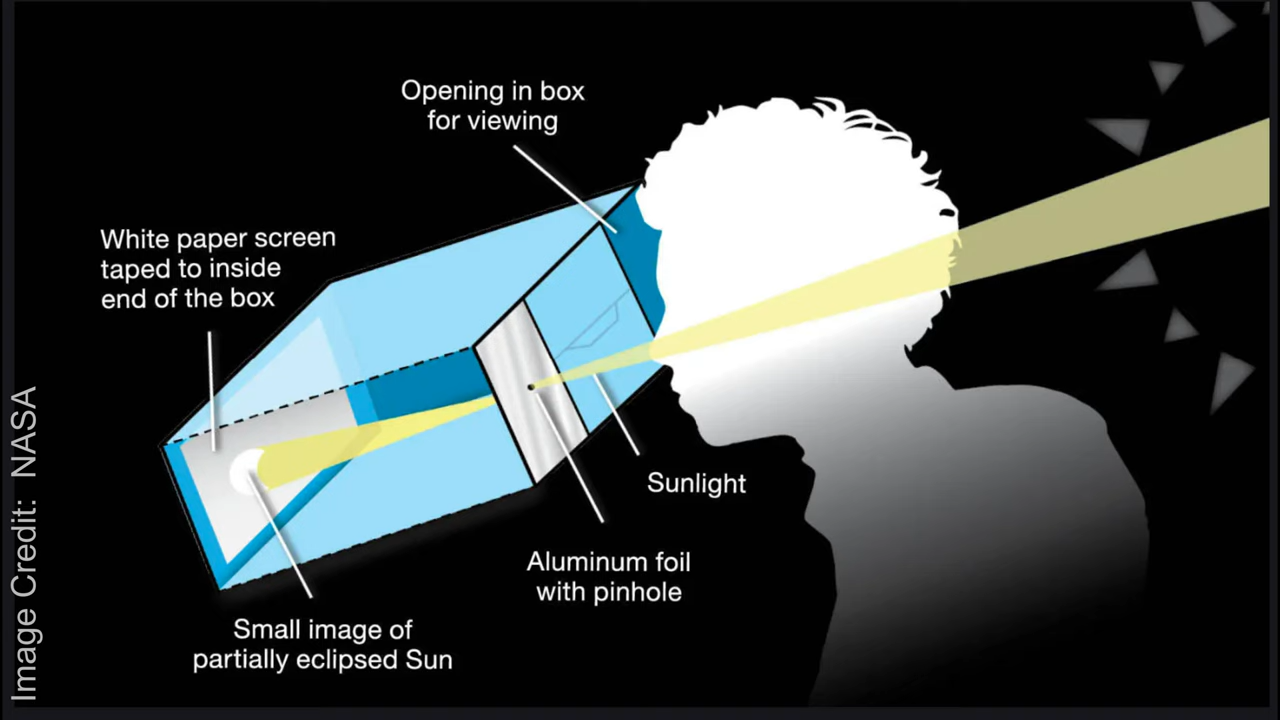 Opening in box
for viewing
White paper screen
taped to inside
end of the box
Sunlight
Aluminum foil
with pinhole
Small image of
partially eclipsed Sun
Image Credit: NASA